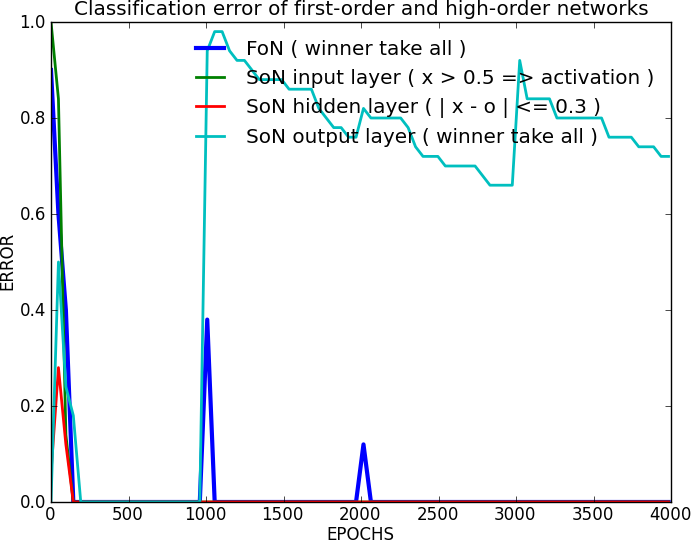 Classification error of first-order and high-order networks
FoN ( winner take all )
SoN input layer ( x > 0.5 => activation )
SoN hidden layer ( | x - o | <= 0.3 )
SoN output layer ( winner take all )
1.0
0.8
0.6
0.4
0.2
0.0
ERROR
0 500 1000 1500 2000 2500 3000 3500 4000
EPOCHS